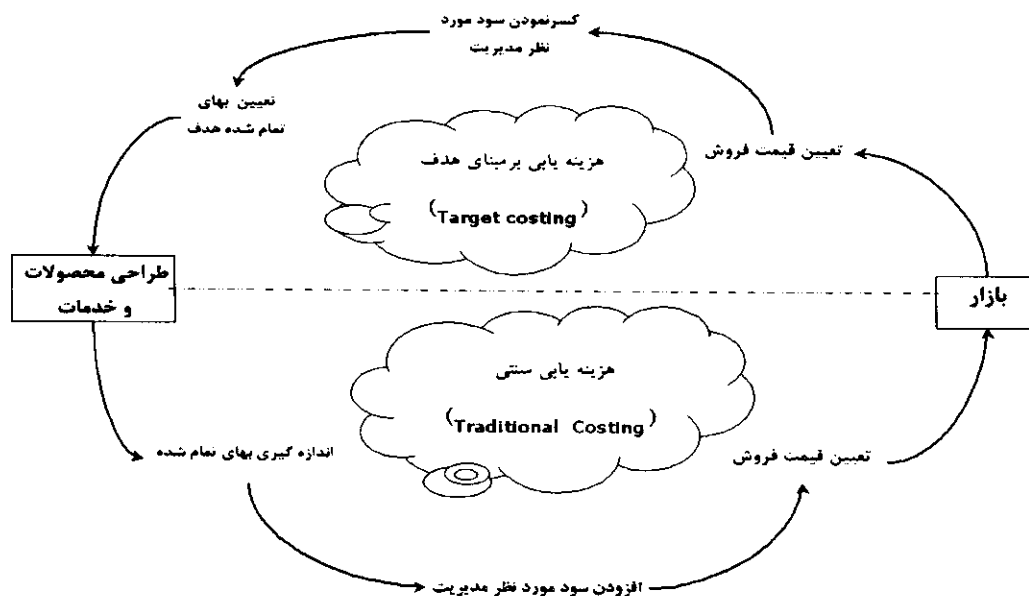 کسرنمودن سود مورد
نظر مدیریت
تعیین بهای
تمام شده هدف
تعیین قیمت فروش
هزینه یابی برمبنای هدف
(Target costing)
طراحی محصولات
و خدمات
بازار
هزینه یابی سنتی
(Traditional Costing)
اندازه گیری بهای تمام شده
تعیین قیمت فروش
افزودن سود مورد نظر مدیریت